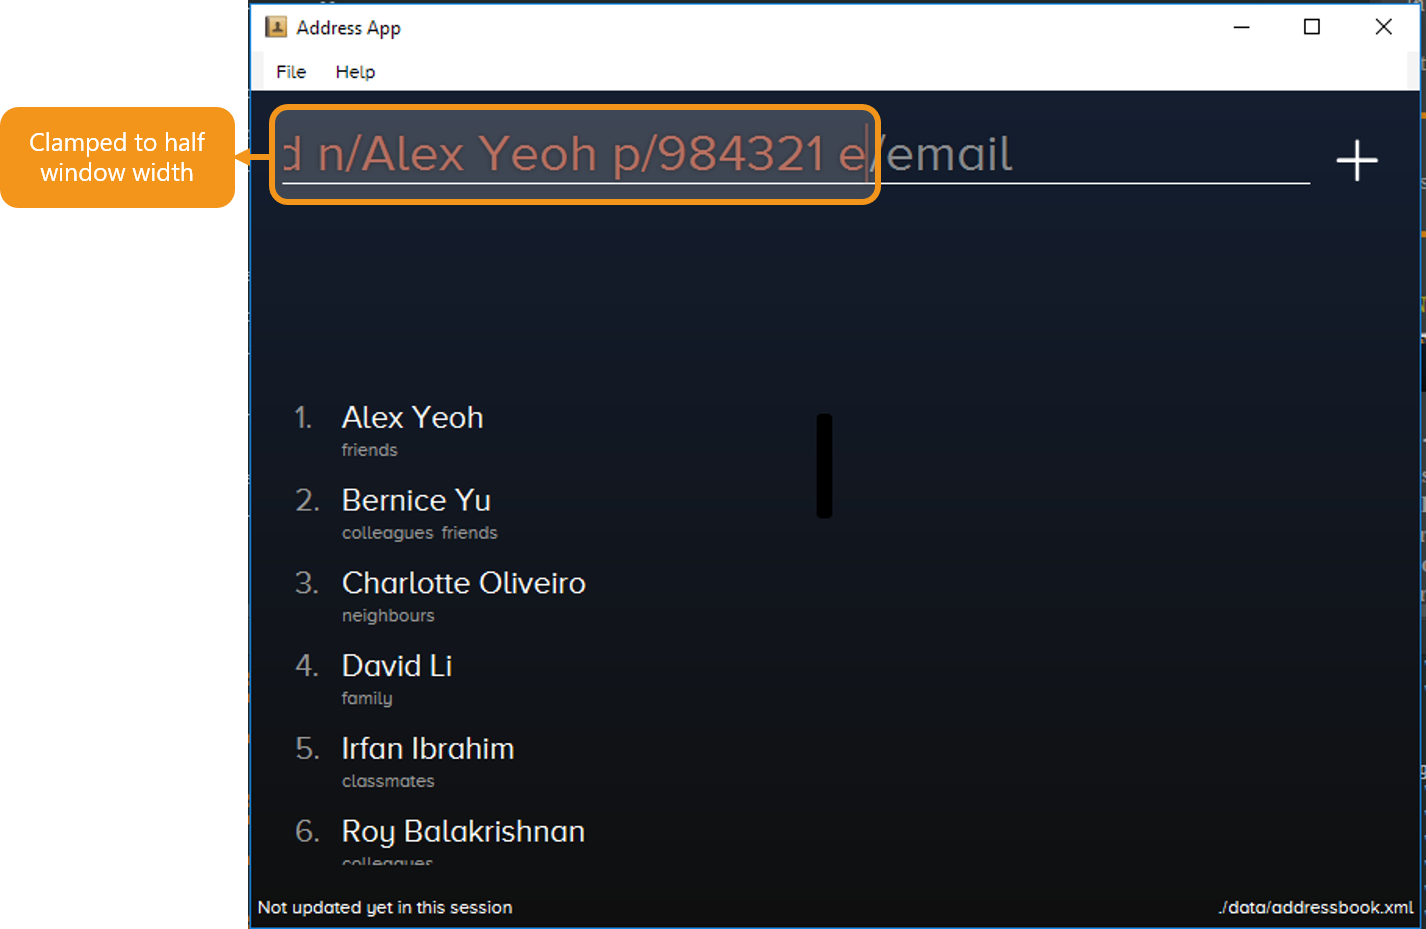 Address App
File Help
Clamped to half
window width
d n/Alex Yeoh p/984321 e/email
1. Alex Yeoh
friends
2. Bernice Yu
colleagues friends
3. Charlotte Oliveiro
neighbours
4. David Li
family
5. Irfan Ibrahim
classmates
6. Roy Balakrishnan
colleagues
Not updated yet in this session
./data/addressbook.xml